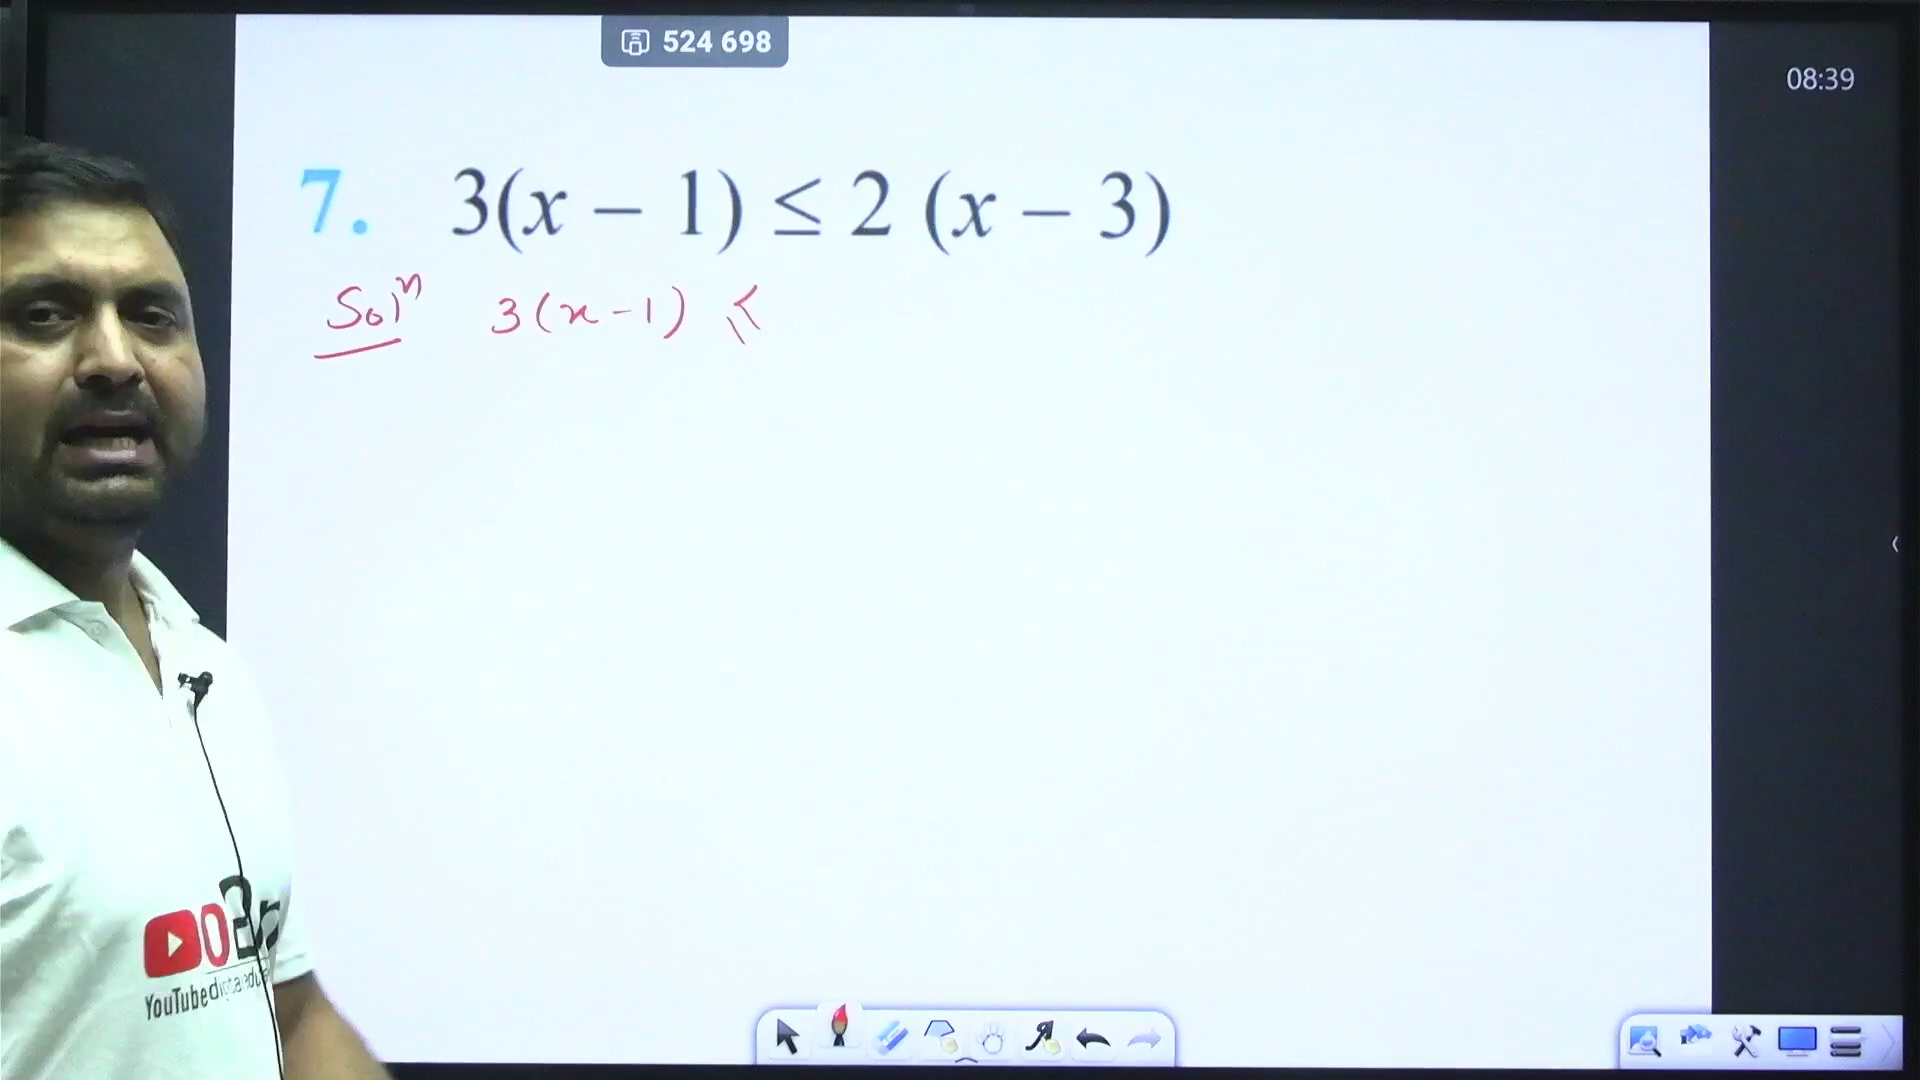 524 698
08:39
7. 3(x – 1) ≤ 2 (x – 3)
Solⁿ 3(x-1) ≤
YouTube